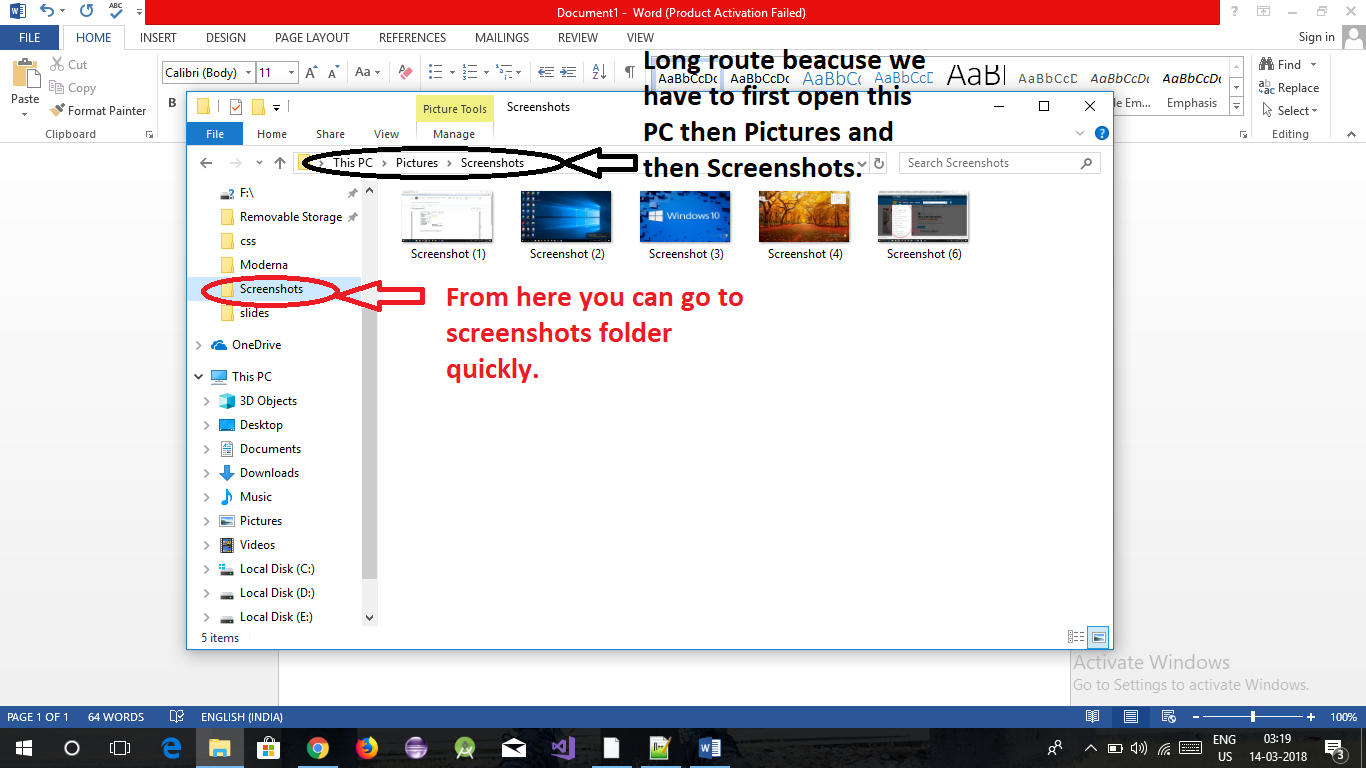 Document1 - Word (Product Activation Failed)
FILE HOME INSERT DESIGN PAGE LAYOUT REFERENCES MAILINGS REVIEW VIEW Sign in
Cut
Copy
Format Painter
Paste
Clipboard
Calibri (Body) 11 Aa
B
AaBbCcDc AaBbCcDc AaBbCc AaBbCcD AaB AaBbCcD AaBbCcDd AaBbCcDc
Em... Emphasis
Find
Replace
Select
Editing
Long route beacuse we
have to first open this
PC then Pictures and
then Screenshots.
Picture Tools Screenshots
File Home Share View Manage
This PC Pictures Screenshots
Search Screenshots
F:\
Removable Storage
css
Moderna
Screenshots
slides
OneDrive
This PC
3D Objects
Desktop
Documents
Downloads
Music
Pictures
Videos
Local Disk (C:)
Local Disk (D:)
Local Disk (E:)
Windows 10
Screenshot (1) Screenshot (2) Screenshot (3) Screenshot (4) Screenshot (6)
From here you can go to
screenshots folder
quickly.
5 items
Activate Windows
Go to Settings to activate Windows.
PAGE 1 OF 1 64 WORDS ENGLISH (INDIA) 100%
ENG
US
03:19
14-03-2018
3